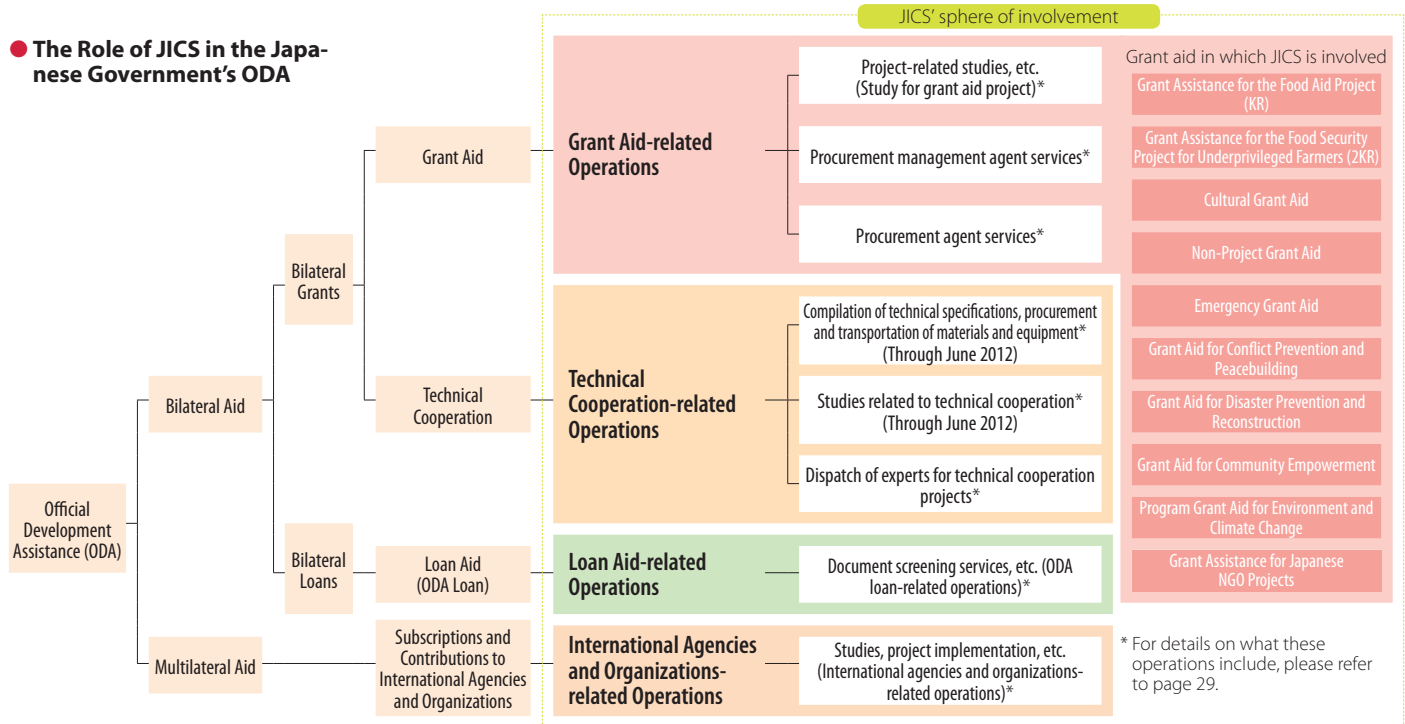 JICS' sphere of involvement
● The Role of JICS in the Japa-
nese Government's ODA
Official
Development
Assistance (ODA)
Bilateral Aid
Multilateral Aid
Bilateral
Grants
Bilateral
Loans
Grant Aid
Technical
Cooperation
Loan Aid
(ODA Loan)
Subscriptions and
Contributions to
International Agencies
and Organizations
Grant Aid-related
Operations
Project-related studies, etc.
(Study for grant aid project)*
Procurement management agent services*
Procurement agent services*
Technical
Cooperation-related
Operations
Compilation of technical specifications, procurement
and transportation of materials and equipment*
(Through June 2012)
Studies related to technical cooperation*
(Through June 2012)
Dispatch of experts for technical cooperation
projects*
Loan Aid-related
Operations
Document screening services, etc. (ODA
loan-related operations)*
International Agencies
and Organizations-
related Operations
Studies, project implementation, etc.
(International agencies and organizations-
related operations)*
Grant aid in which JICS is involved
Grant Assistance for the Food Aid Project
(KR)
Grant Assistance for the Food Security
Project for Underprivileged Farmers (2KR)
Cultural Grant Aid
Non-Project Grant Aid
Emergency Grant Aid
Grant Aid for Conflict Prevention and
Peacebuilding
Grant Aid for Disaster Prevention and
Reconstruction
Grant Aid for Community Empowerment
Program Grant Aid for Environment and
Climate Change
Grant Assistance for Japanese
NGO Projects
* For details on what these
operations include, please refer
to page 29.